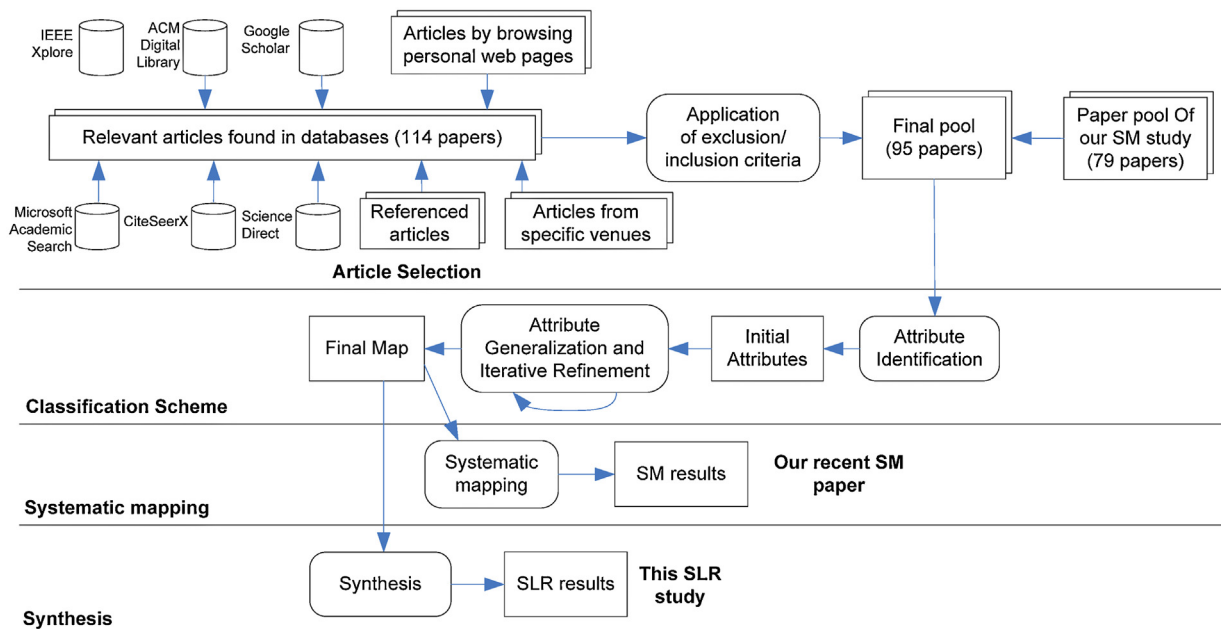 IEEE
Xplore
ACM
Digital
Library
Google
Scholar
Articles by browsing
personal web pages
Relevant articles found in databases (114 papers)
Application
of exclusion/
inclusion criteria
Final pool
(95 papers)
Paper pool Of
our SM study
(79 papers)
Microsoft
Academic
Search
CiteSeerX
Science
Direct
Referenced
articles
Articles from
specific venues
Article Selection
Final Map
Attribute
Generalization and
Iterative Refinement
Initial
Attributes
Attribute
Identification
Classification Scheme
Systematic
mapping
SM results
Our recent SM
paper
Systematic mapping
Synthesis
SLR results
This SLR
study
Synthesis